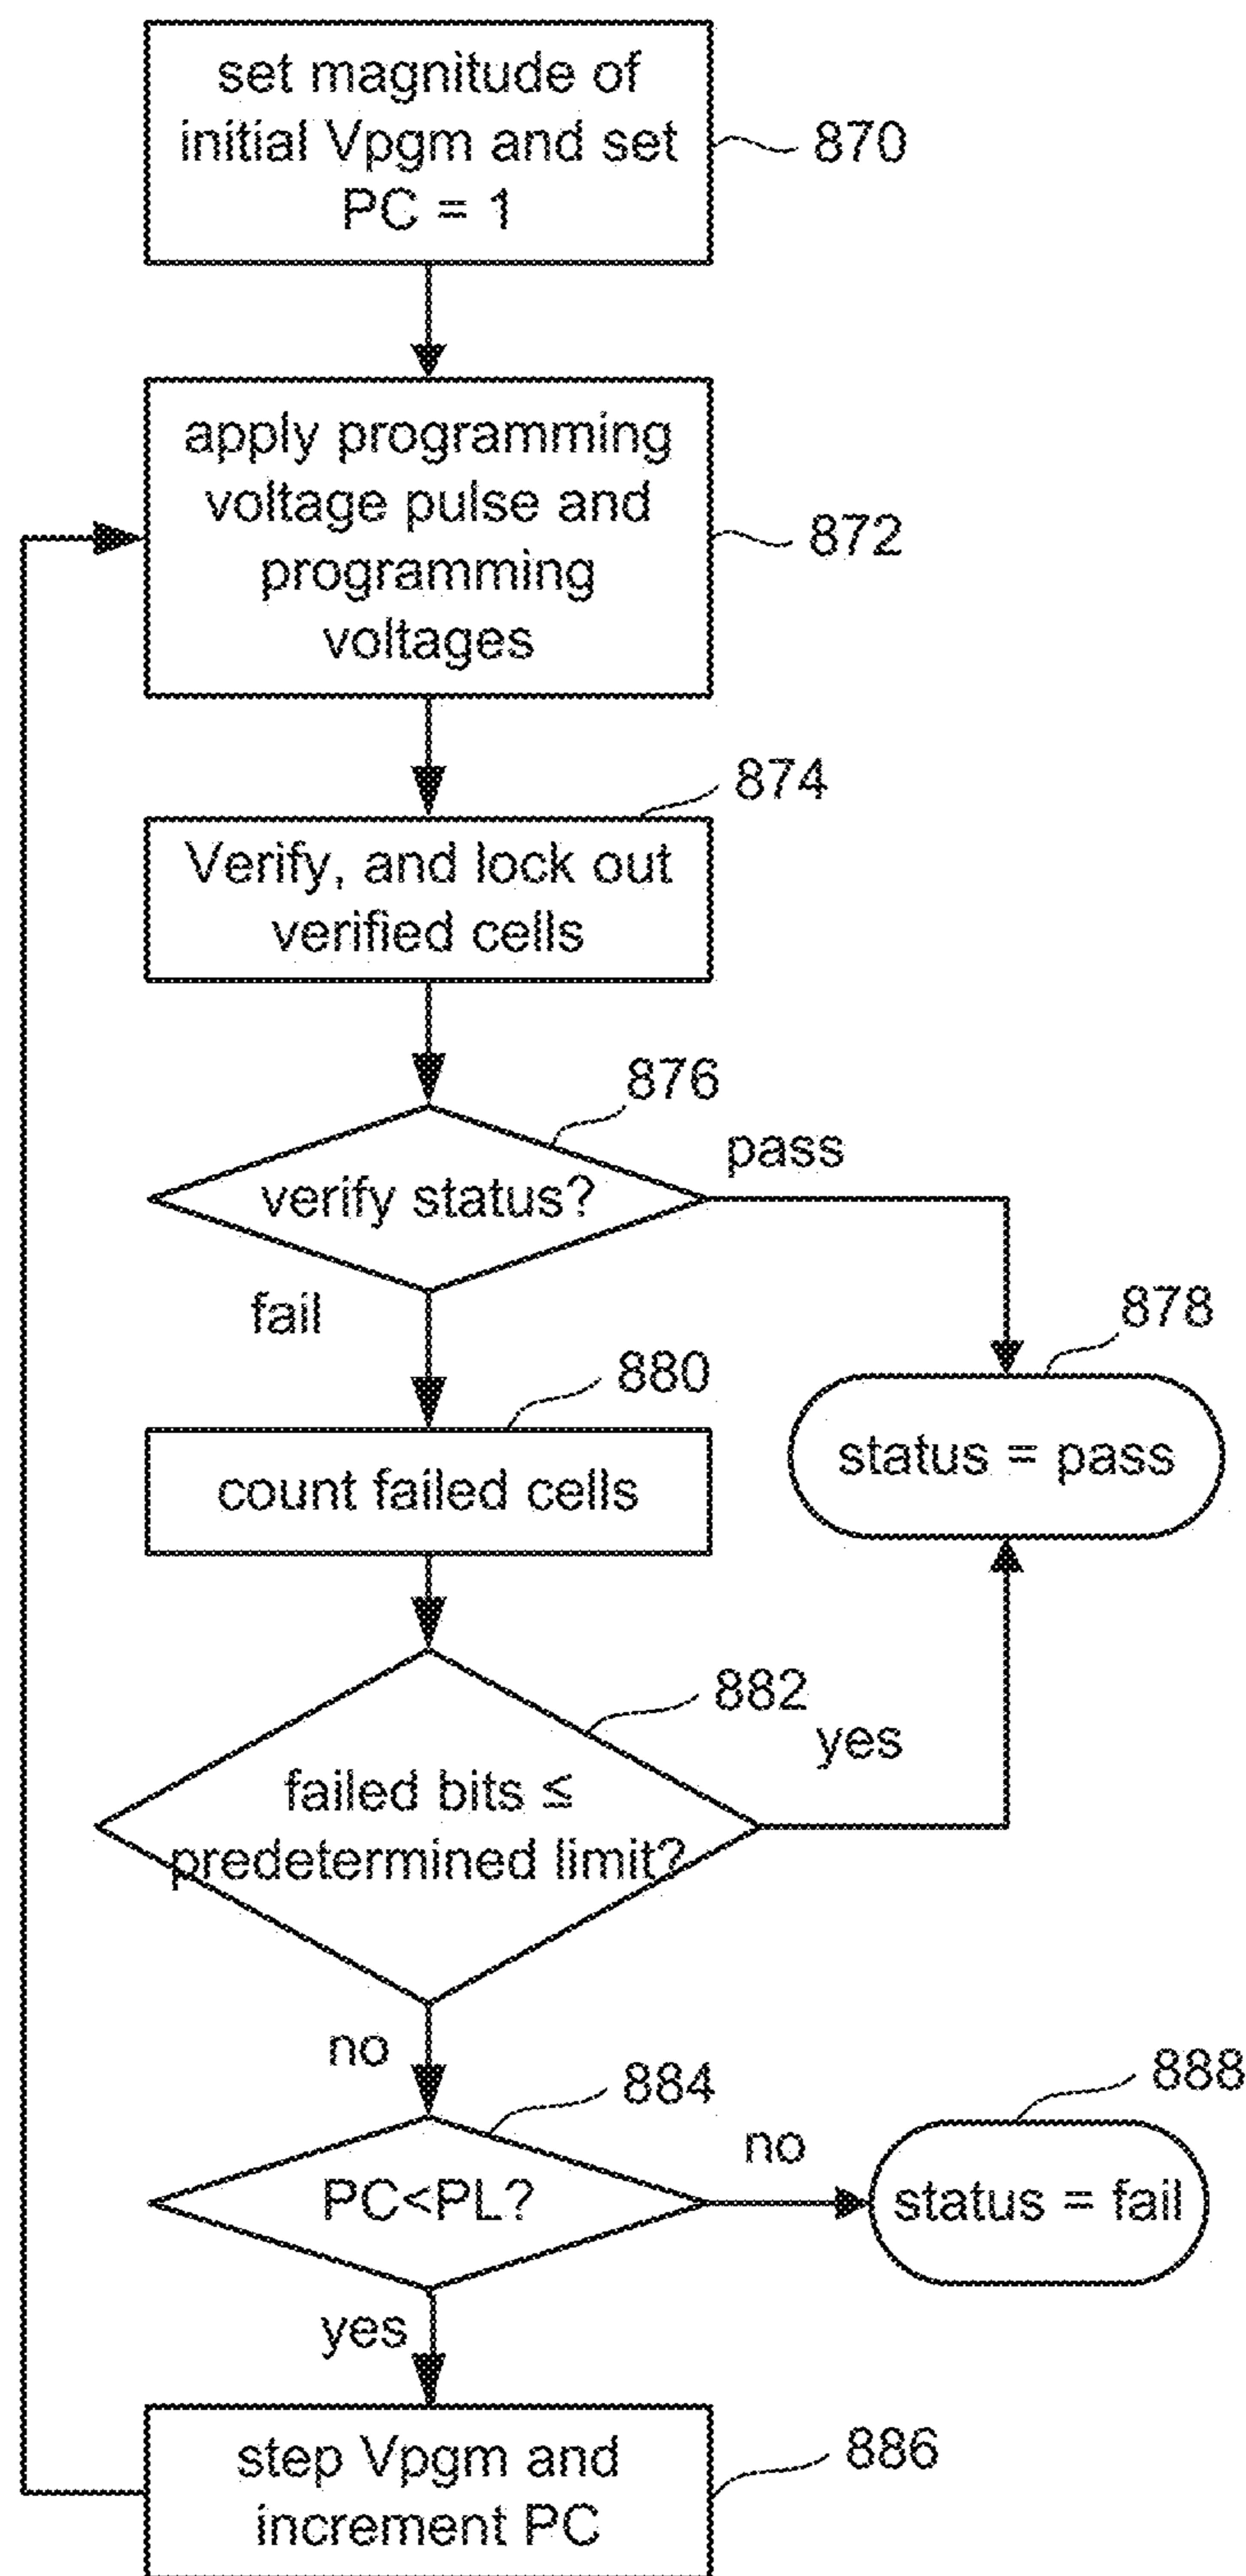 set magnitude of
initial Vpgm and set
PC = 1
870
apply programming
voltage pulse and
programming
voltages
872
874
Verify, and lock out
verified cells
876
pass
verify status?
fail
878
880
status = pass
count failed cells
882
yes
failed bits ≤
predetermined limit?
no
884
888
no
PC<PL?
status = fail
yes
step Vpgm and
increment PC
886